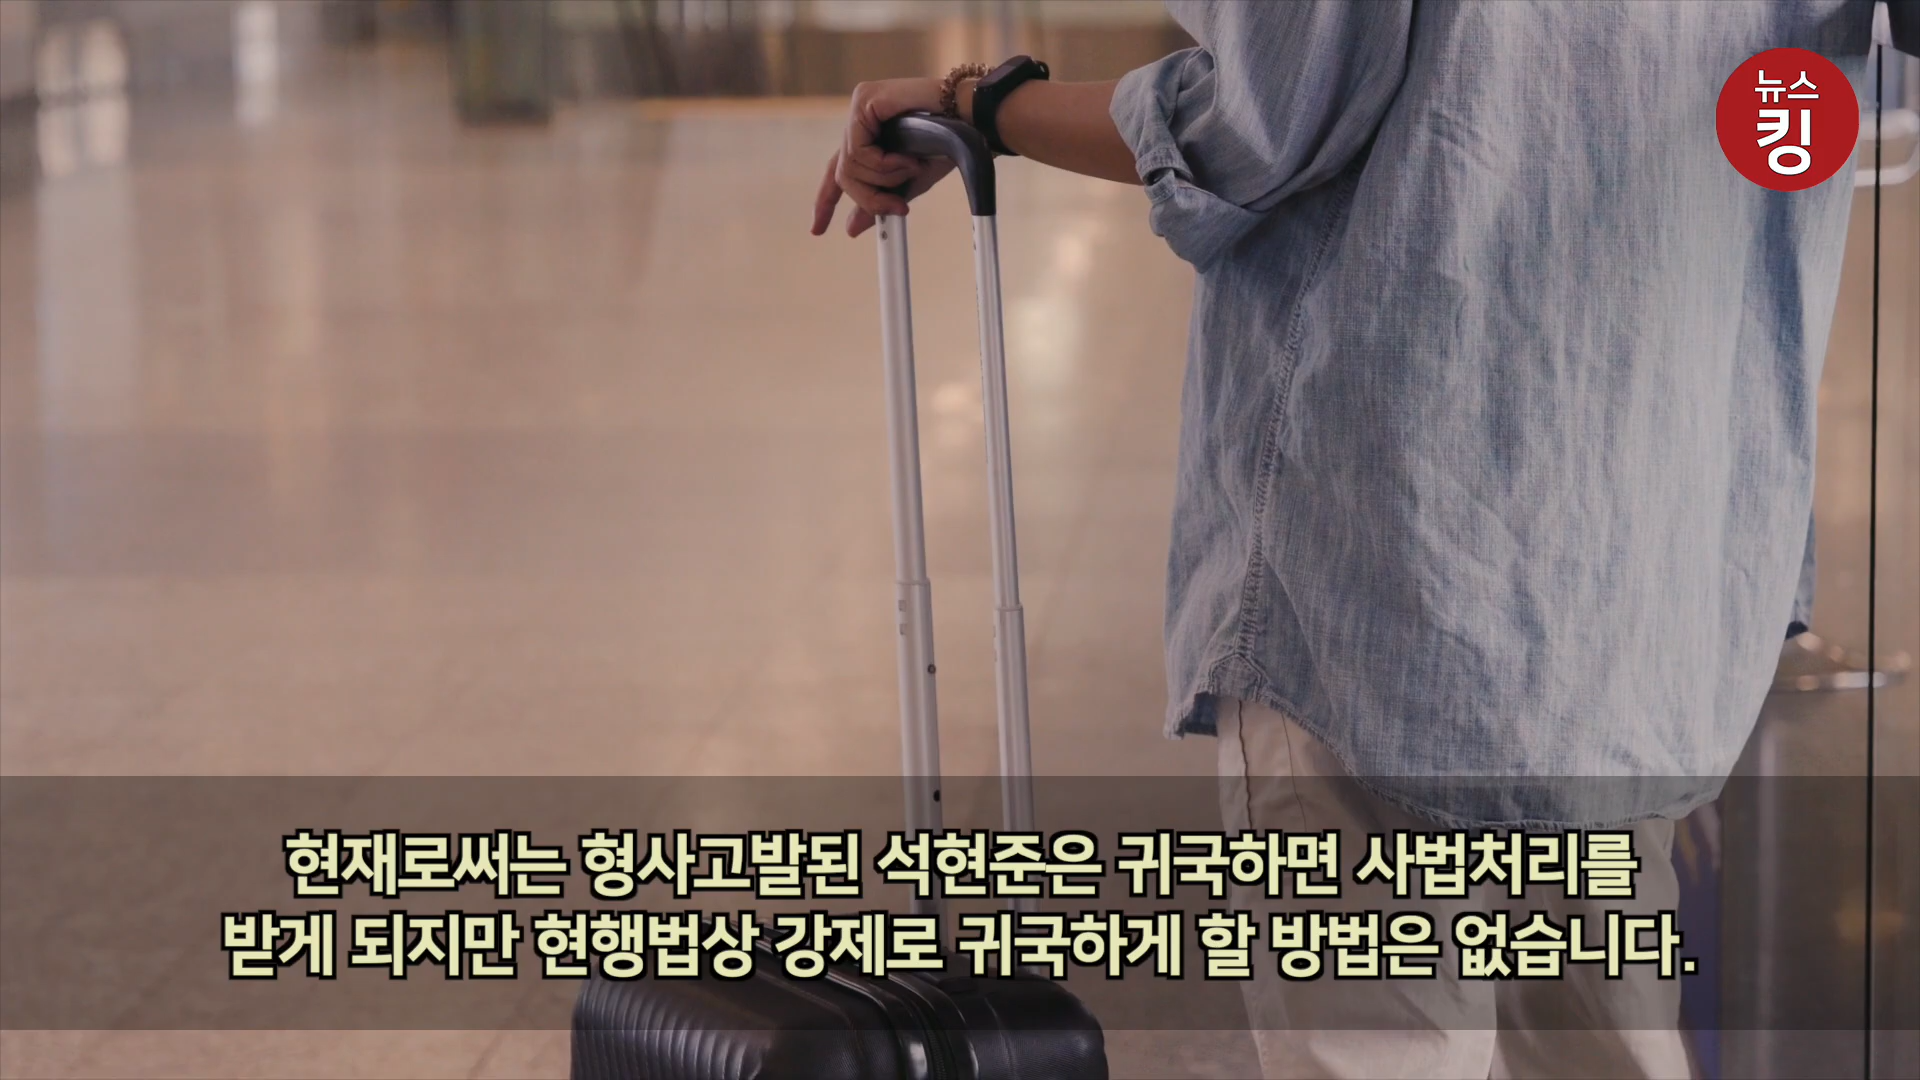 뉴스
킹
현재로써는 형사고발된 석현준은 귀국하면 사법처리를
받게 되지만 현행법상 강제로 귀국하게 할 방법은 없습니다.